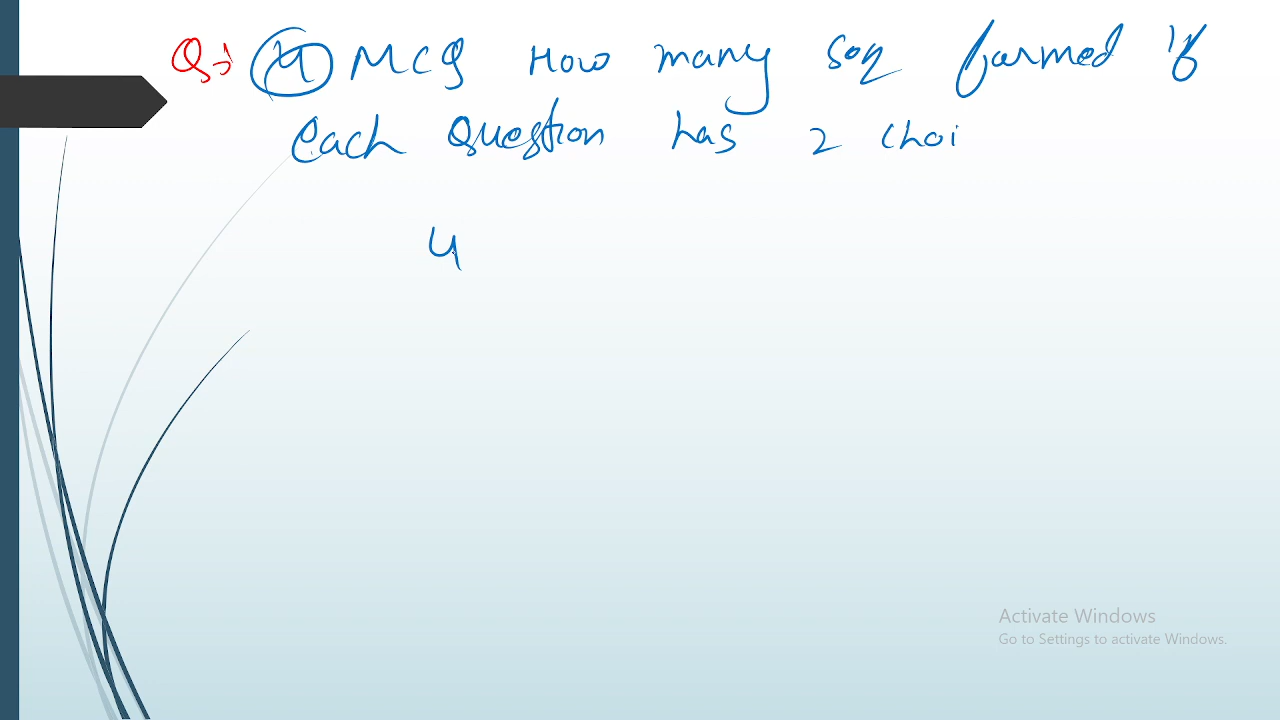 Q:→ 4 MCQ How many seq formed if
each question has 2 choi
4
Activate Windows
Go to Settings to activate Windows.